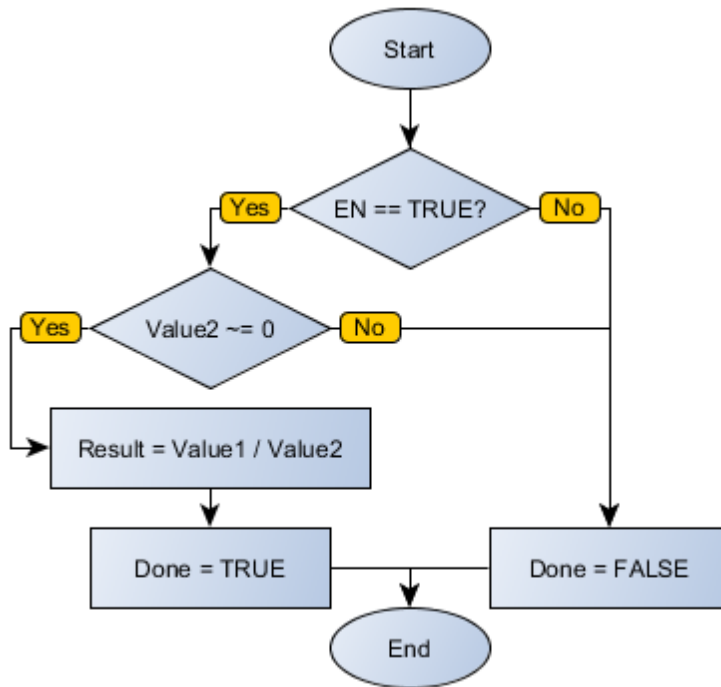 Start
EN == TRUE?
Yes
No
Value2 ~= 0
Yes
No
Result = Value1 / Value2
Done = TRUE
Done = FALSE
End